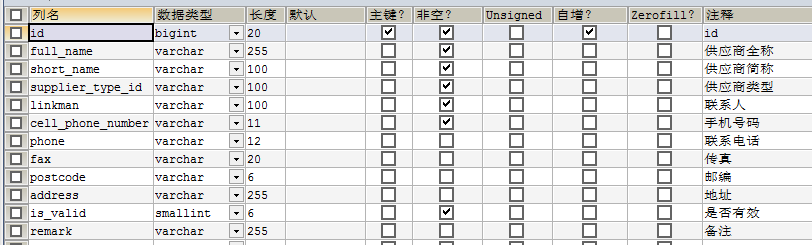 列名 数据类型 长度 默认 主键? 非空? Unsigned 自增? Zerofill? 注释
id bigint 20 id
full_name varchar 255 供应商全称
short_name varchar 100 供应商简称
supplier_type_id varchar 100 供应商类型
linkman varchar 100 联系人
cell_phone_number varchar 11 手机号码
phone varchar 12 联系电话
fax varchar 20 传真
postcode varchar 6 邮编
address varchar 255 地址
is_valid smallint 6 是否有效
remark varchar 255 备注